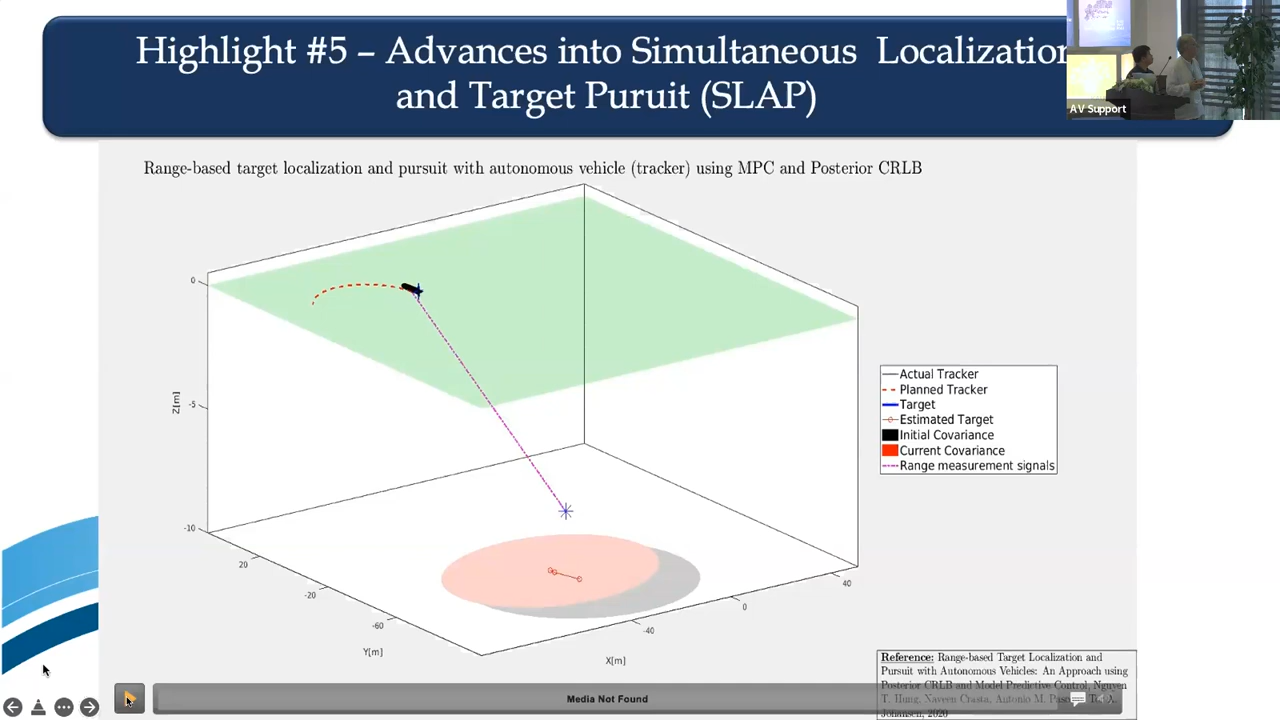 Highlight #5 – Advances into Simultaneous Localization
and Target Puruit (SLAP)
AV Support
Range-based target localization and pursuit with autonomous vehicle (tracker) using MPC and Posterior CRLB
0
-5
-10
Z[m]
20
-20
-60
Y[m]
-40
0
40
X[m]
Actual Tracker
Planned Tracker
Target
Estimated Target
Initial Covariance
Current Covariance
Range measurement signals
Reference: Range-based Target Localization and
Pursuit with Autonomous Vehicles: An Approach using
Posterior CRLB and Model Predictive Control, Nguyen
T. Hung, Naveen Crasta, Antonio M. T.
Johansen, 2020
Media Not Found